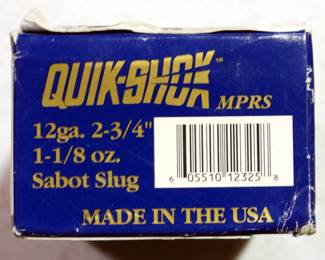 QUIK-SHOK™ MPRS
12ga. 2-3/4"
1-1/8 oz.
Sabot Slug
6 05510 12325 8
MADE IN THE USA